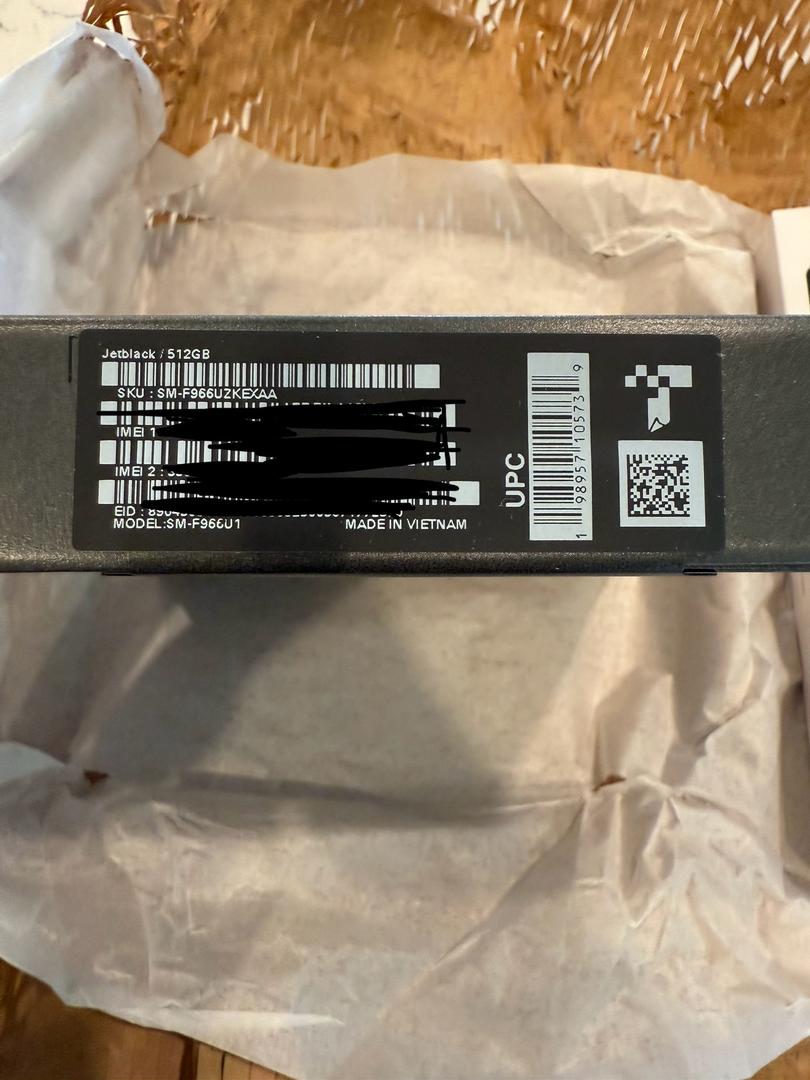 Jetblack / 512GB
SKU : SM-F966UZKEXAA
IMEI 1
IMEI 2 :
EID :
MODEL:SM-F966U1
MADE IN VIETNAM
UPC
1 98957 10573 9